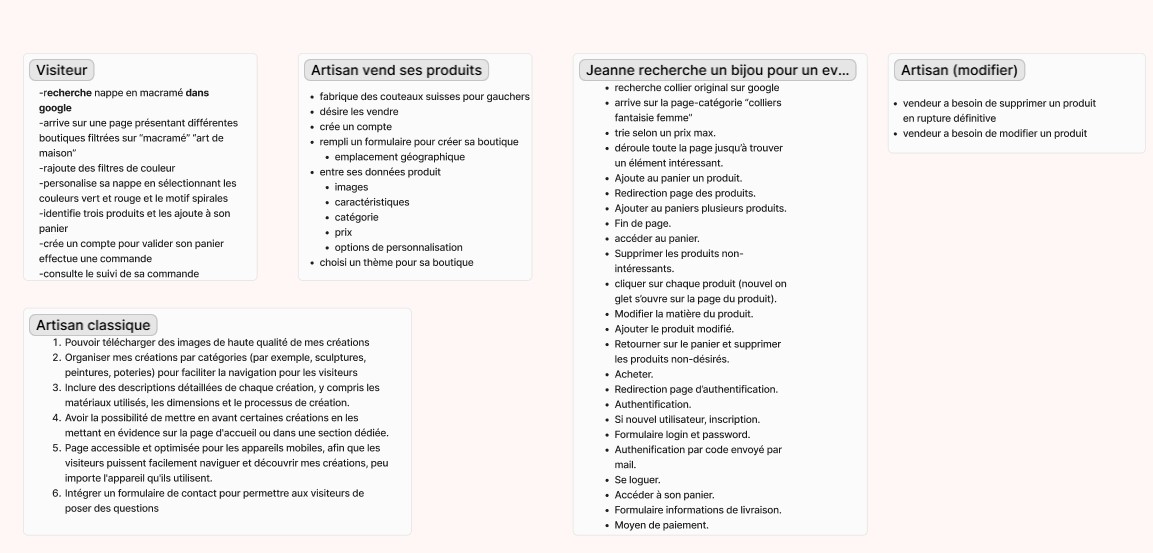 Visiteur
-recherche nappe en macramé dans
google
-arrive sur une page présentant différentes
boutiques filtrées sur “macramé” “art de
maison”
-rajoute des filtres de couleur
-personalise sa nappe en sélectionnant les
couleurs vert et rouge et le motif spirales
-identifie trois produits et les ajoute à son
panier
-crée un compte pour valider son panier
effectue une commande
-consulte le suivi de sa commande
Artisan vend ses produits
• fabrique des couteaux suisses pour gauchers
• désire les vendre
• crée un compte
• rempli un formulaire pour créer sa boutique
• emplacement géographique
• entre ses données produit
• images
• caractéristiques
• catégorie
• prix
• options de personnalisation
• choisi un thème pour sa boutique
Jeanne recherche un bijou pour un ev...
• recherche collier original sur google
• arrive sur la page-catégorie “colliers
fantaisie femme”
• trie selon un prix max.
• déroule toute la page jusqu’à trouver
un élément intéressant.
• Ajoute au panier un produit.
• Redirection page des produits.
• Ajouter au paniers plusieurs produits.
• Fin de page.
• accéder au panier.
• Supprimer les produits non-
intéressants.
• cliquer sur chaque produit (nouvel on
glet s’ouvre sur la page du produit).
• Modifier la matière du produit.
• Ajouter le produit modifié.
• Retourner sur le panier et supprimer
les produits non-désirés.
• Acheter.
• Redirection page d’authentification.
• Authentification.
• Si nouvel utilisateur, inscription.
• Formulaire login et password.
• Authenification par code envoyé par
mail.
• Se loguer.
• Accéder à son panier.
• Formulaire informations de livraison.
• Moyen de paiement.
Artisan (modifier)
• vendeur a besoin de supprimer un produit
en rupture définitive
• vendeur a besoin de modifier un produit
Artisan classique
1. Pouvoir télécharger des images de haute qualité de mes créations
2. Organiser mes créations par catégories (par exemple, sculptures,
peintures, poteries) pour faciliter la navigation pour les visiteurs
3. Inclure des descriptions détaillées de chaque création, y compris les
matériaux utilisés, les dimensions et le processus de création.
4. Avoir la possibilité de mettre en avant certaines créations en les
mettant en évidence sur la page d'accueil ou dans une section dédiée.
5. Page accessible et optimisée pour les appareils mobiles, afin que les
visiteurs puissent facilement naviguer et découvrir mes créations, peu
importe l'appareil qu'ils utilisent.
6. Intégrer un formulaire de contact pour permettre aux visiteurs de
poser des questions